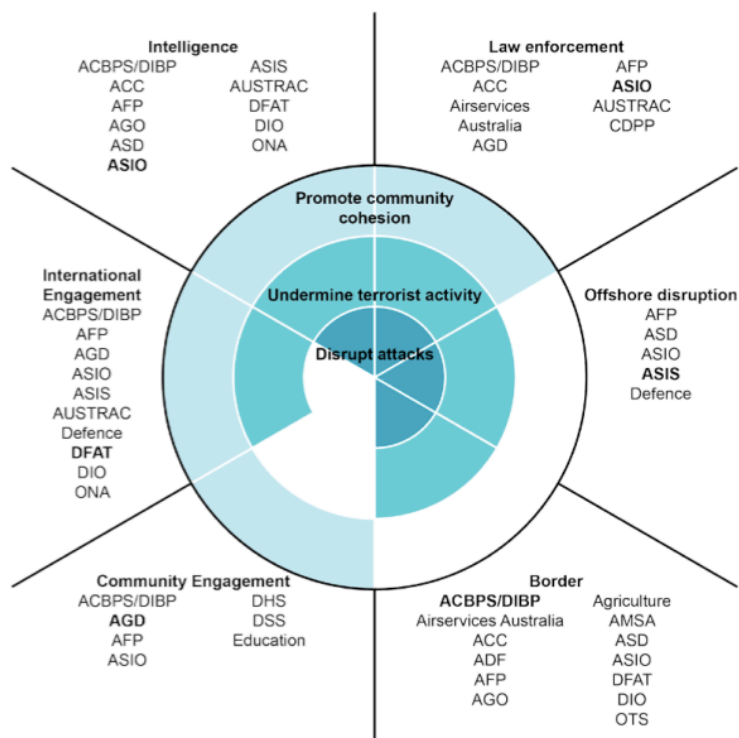 Intelligence
ACBPS/DIBP
ACC
AFP
AGO
ASD
ASIO
ASIS
AUSTRAC
DFAT
DIO
ONA
Law enforcement
ACBPS/DIBP
ACC
Airservices
Australia
AGD
AFP
ASIO
AUSTRAC
CDPP
Promote community
cohesion
Undermine terrorist activity
Disrupt attacks
International
Engagement
ACBPS/DIBP
AFP
AGD
ASIO
ASIS
AUSTRAC
Defence
DFAT
DIO
ONA
Offshore disruption
AFP
ASD
ASIO
ASIS
Defence
Community Engagement
ACBPS/DIBP
AGD
AFP
ASIO
DHS
DSS
Education
Border
ACBPS/DIBP
Airservices Australia
ACC
ADF
AFP
AGO
Agriculture
AMSA
ASD
ASIO
DFAT
DIO
OTS